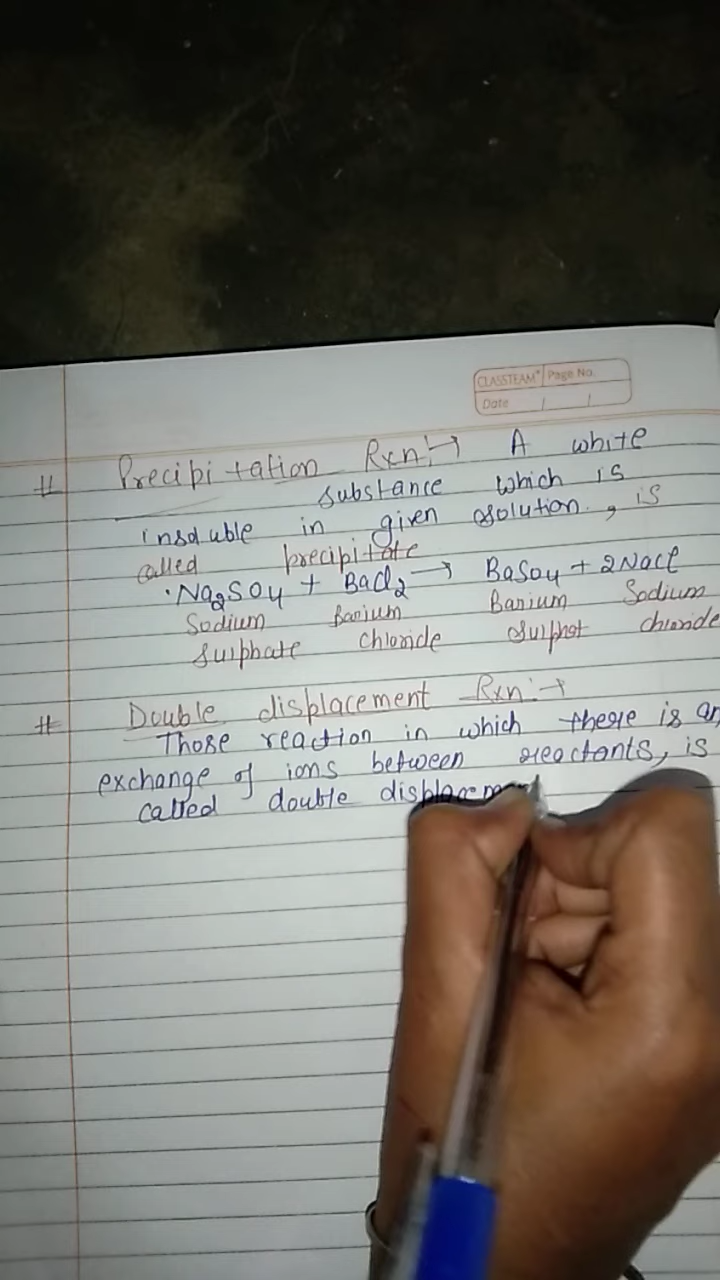 CLASSTEAM Page No.
Date / /
# Precipitation Rxn:→ A white
substance which is
insoluble in given solution, is
called precipitate
Na2SO4 + BaCl2 → BaSO4 + 2NaCl
Sodium Barium Barium Sodium
sulphate chloride sulphat chloride
# Double displacement Rxn:→
Those reaction in which there is an
exchange of ions between reactants, is
called double displacem